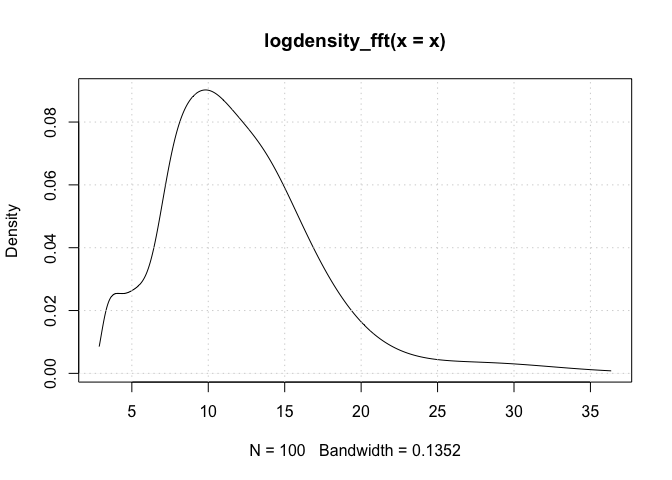 logdensity_fft(x = x)
Density
0.08
0.06
0.04
0.02
0.00
5 10 15 20 25 30 35
N = 100 Bandwidth = 0.1352